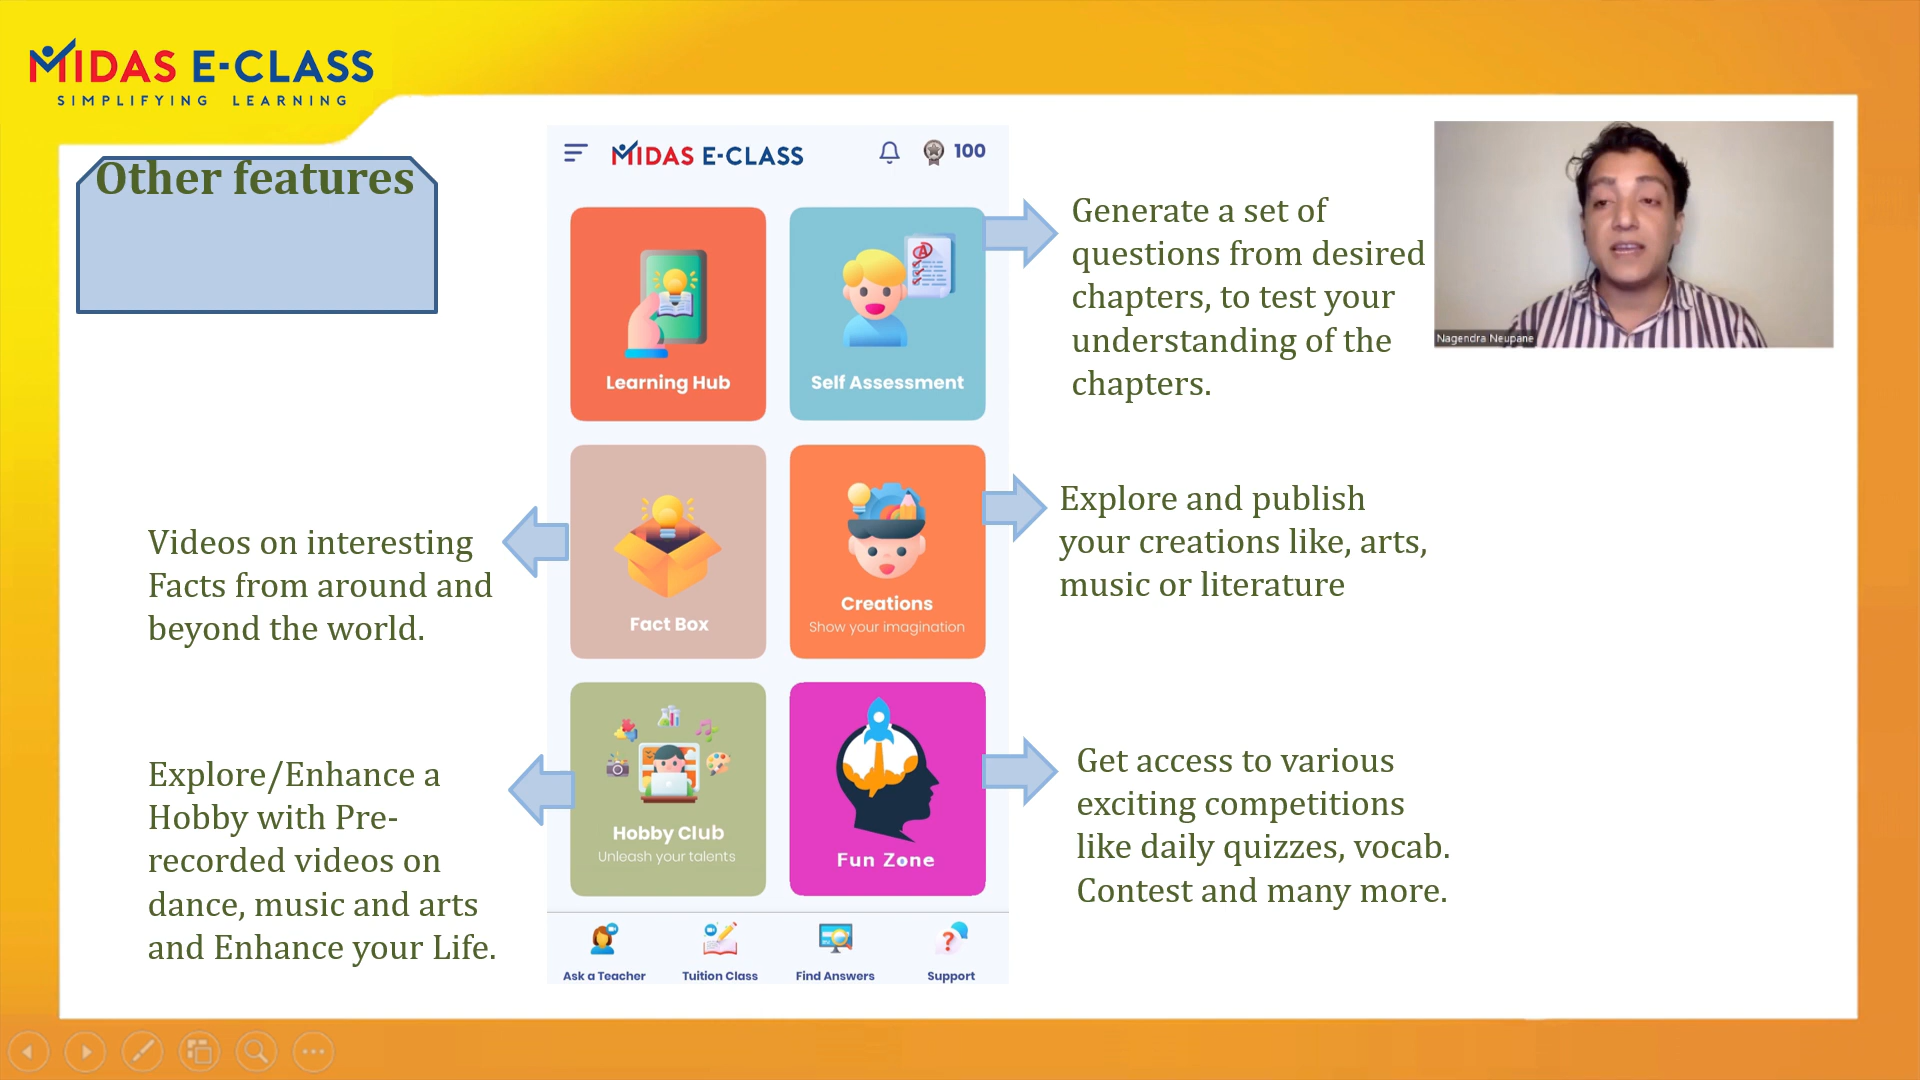 MIDAS E-CLASS
SIMPLIFYING LEARNING
Other features
MIDAS E-CLASS
100
Learning Hub
Self Assessment
Fact Box
Creations
Show your imagination
Hobby Club
Unleash your talents
Fun Zone
Ask a Teacher
Tuition Class
Find Answers
Support
Videos on interesting
Facts from around and
beyond the world.
Explore/Enhance a
Hobby with Pre-
recorded videos on
dance, music and arts
and Enhance your Life.
Generate a set of
questions from desired
chapters, to test your
understanding of the
chapters.
Explore and publish
your creations like, arts,
music or literature
Get access to various
exciting competitions
like daily quizzes, vocab.
Contest and many more.
Nagendra Neupane